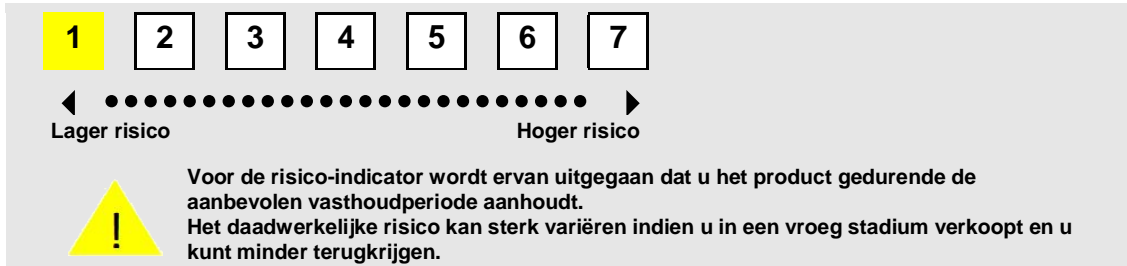 1 2 3 4 5 6 7
Lager risico Hoger risico
Voor de risico-indicator wordt ervan uitgegaan dat u het product gedurende de
aanbevolen vasthoudperiode aanhoudt.
Het daadwerkelijke risico kan sterk variëren indien u in een vroeg stadium verkoopt en u
! kunt minder terugkrijgen.